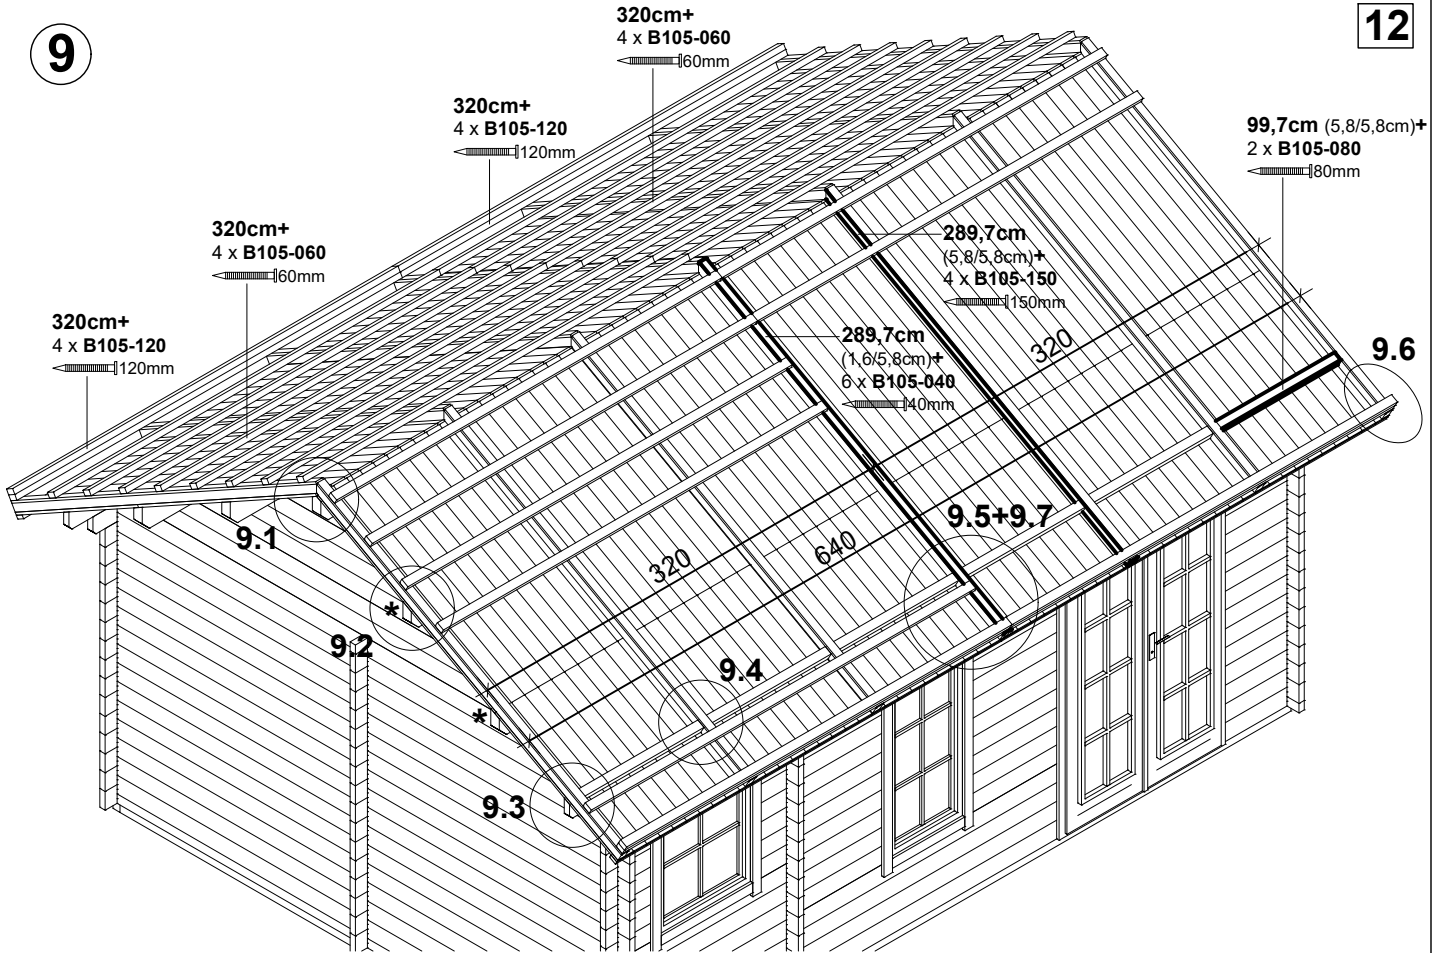 9
12
320cm+
4 x B105-060
60mm
320cm+
4 x B105-120
120mm
99,7cm (5,8/5,8cm)+
2 x B105-080
80mm
320cm+
4 x B105-060
60mm
289,7cm
(5,8/5,8cm)+
4 x B105-150
150mm
320cm+
4 x B105-120
120mm
289,7cm
(1,6/5,8cm)+
6 x B105-040
40mm
320
9.6
9.1
9.5+9.7
320
640
*
9.2
9.4
*
9.3